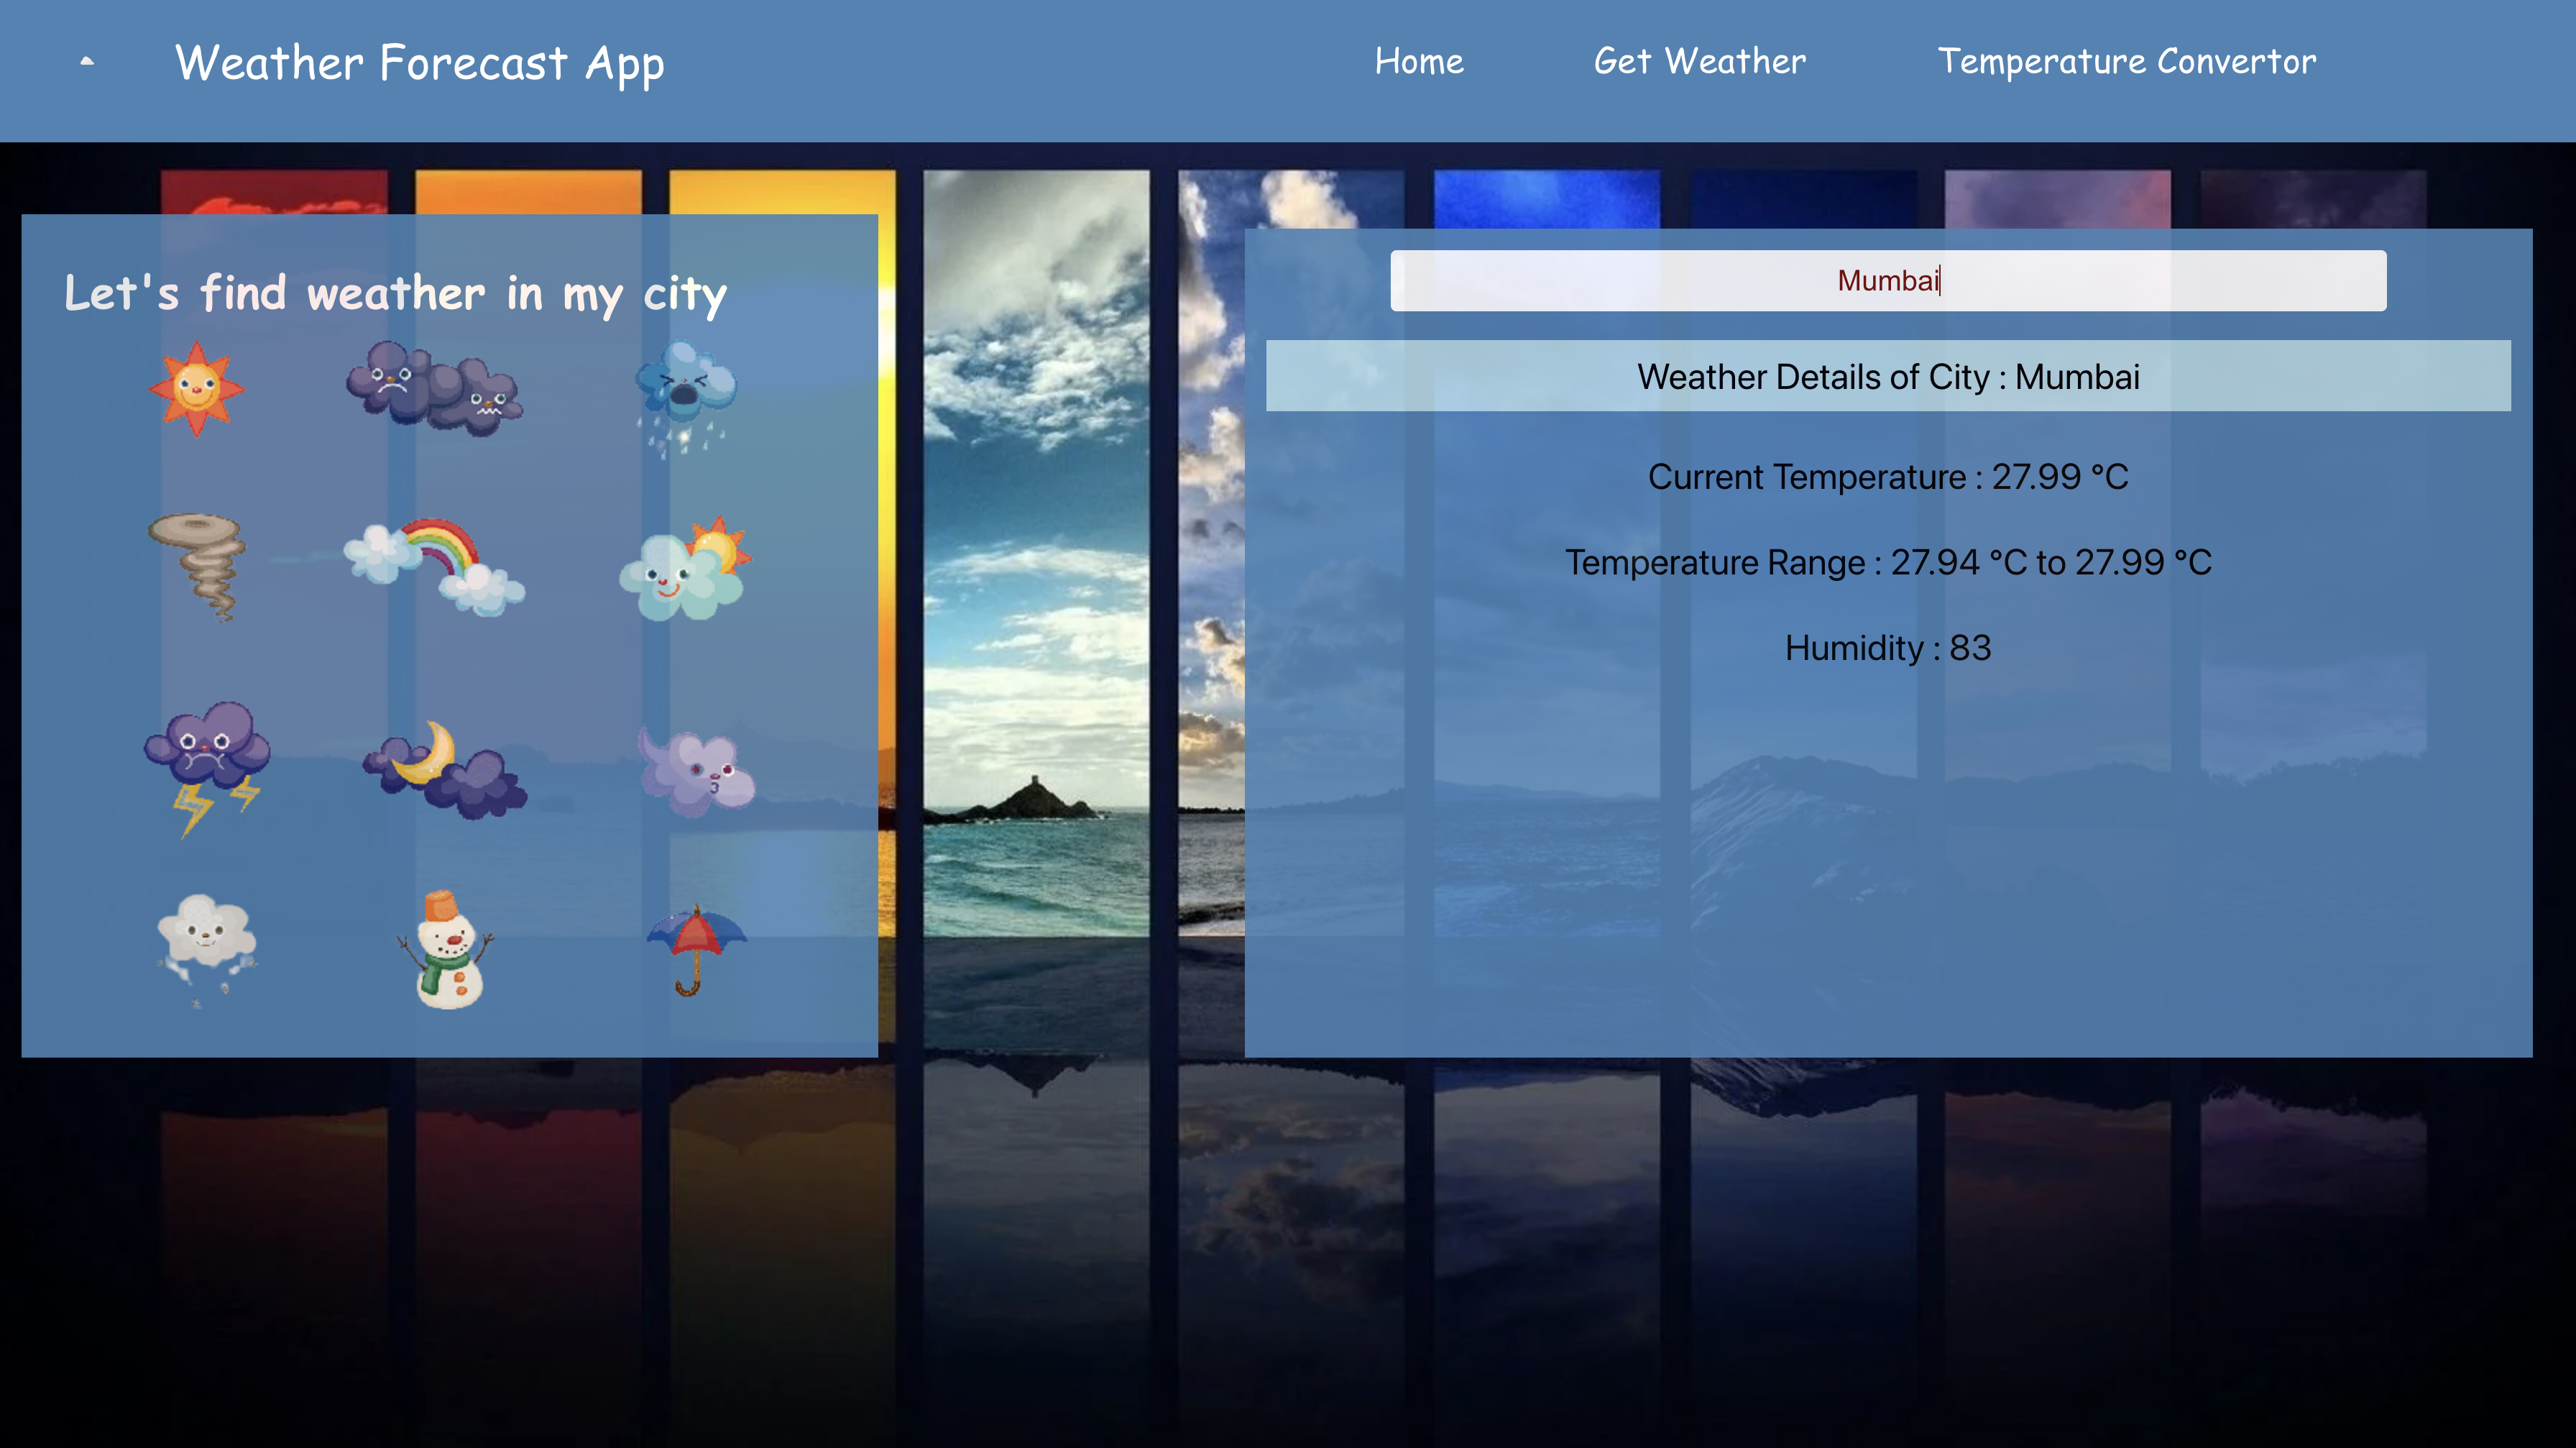 Weather Forecast App
Home
Get Weather
Temperature Convertor
Let's find weather in my city
Mumbai
Weather Details of City : Mumbai
Current Temperature : 27.99 °C
Temperature Range : 27.94 °C to 27.99 °C
Humidity : 83